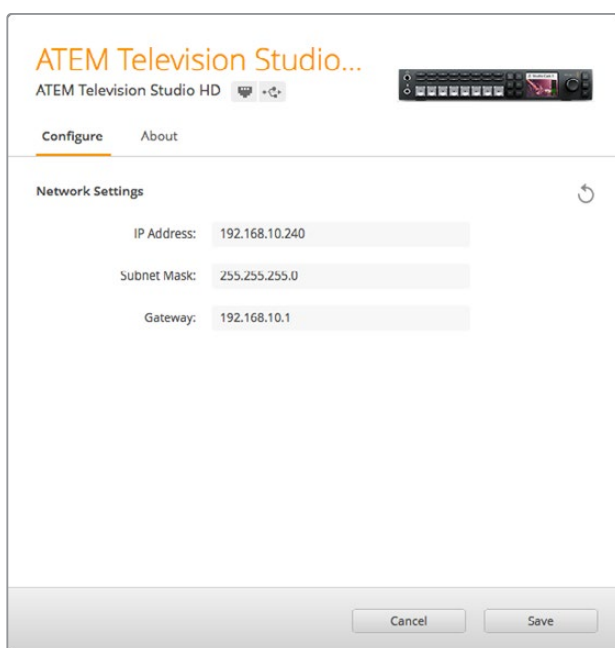 ATEM Television Studio...
ATEM Television Studio HD
Configure About
Network Settings
IP Address: 192.168.10.240
Subnet Mask: 255.255.255.0
Gateway: 192.168.10.1
Cancel Save